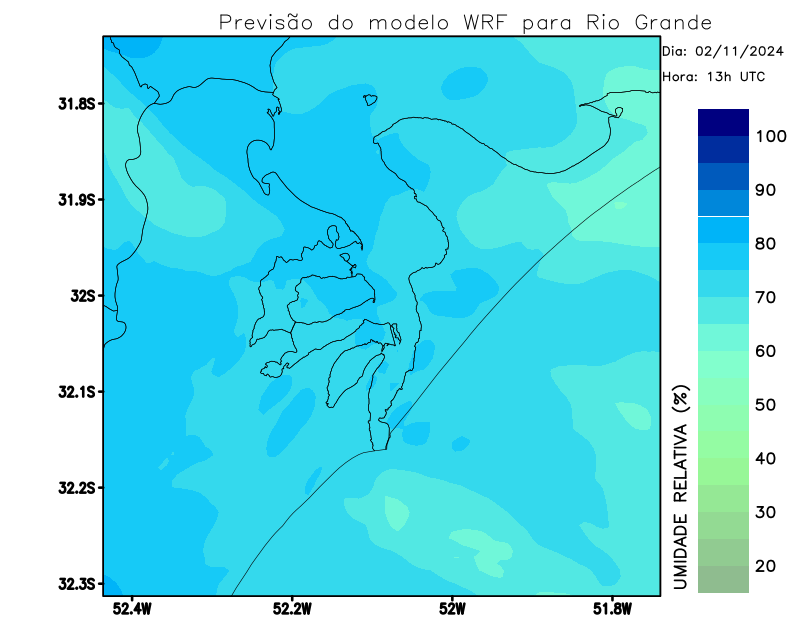 Previsão do modelo WRF para Rio Grande
Dia: 02/11/2024
Hora: 13h UTC
31.8S
31.9S
32S
32.1S
32.2S
32.3S
52.4W
52.2W
52W
51.8W
100
90
80
70
60
50
40
30
20
UMIDADE RELATIVA (%)